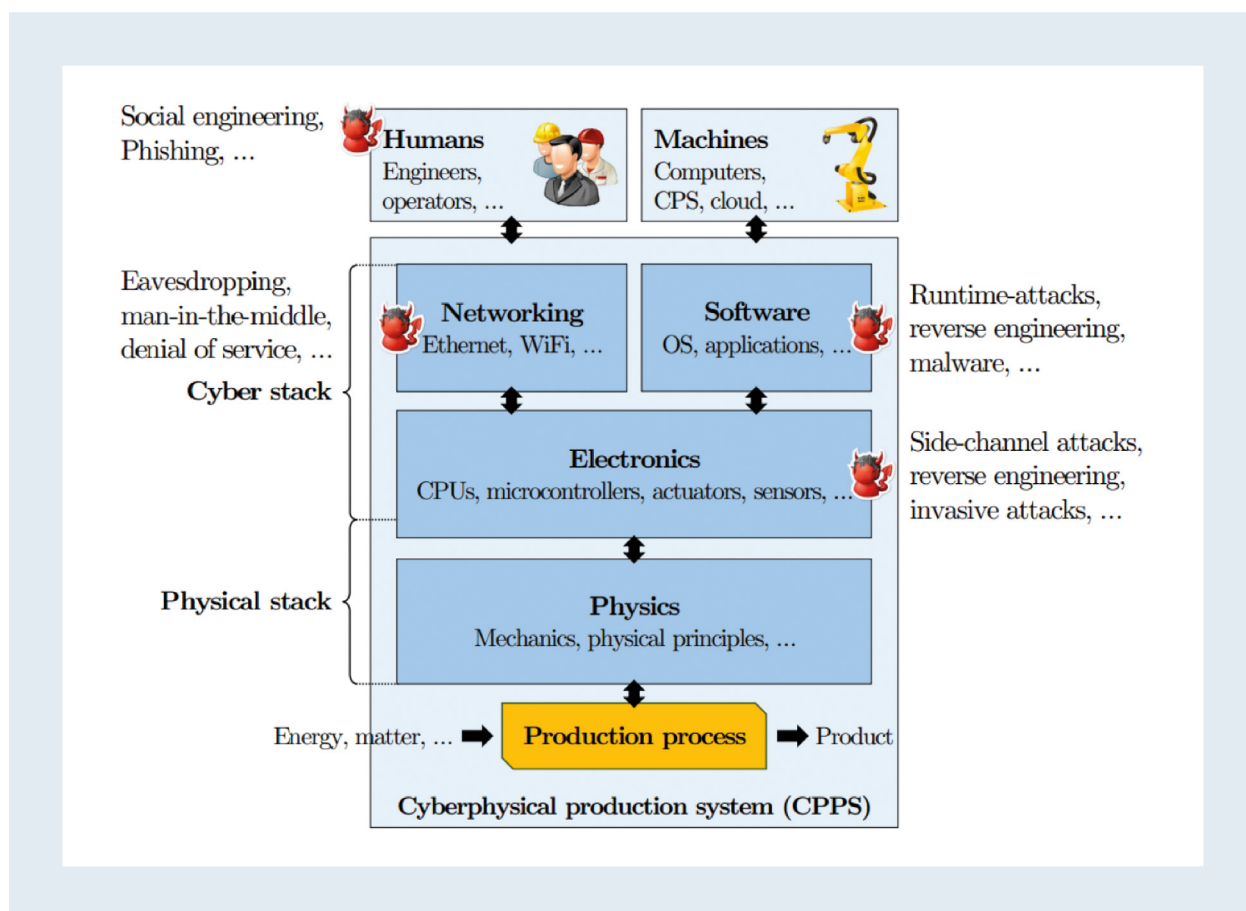 Social engineering,
Phishing, ...
Humans
Engineers,
operators, ...
Machines
Computers,
CPS, cloud, ...
Eavesdropping,
man-in-the-middle,
denial of service, ...
Cyber stack
Networking
Ethernet, WiFi, ...
Software
OS, applications, ...
Runtime-attacks,
reverse engineering,
malware, ...
Electronics
CPUs, microcontrollers, actuators, sensors, ...
Side-channel attacks,
reverse engineering,
invasive attacks, ...
Physical stack
Physics
Mechanics, physical principles, ...
Energy, matter, ...
Production process
Product
Cyberphysical production system (CPPS)